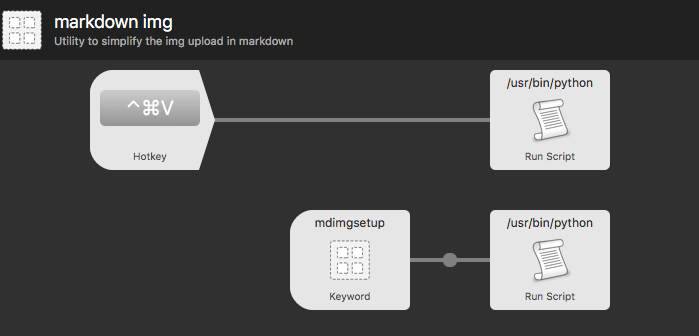 markdown img
Utility to simplify the img upload in markdown
/usr/bin/python
^⌘V
Hotkey
Run Script
mdimgsetup
/usr/bin/python
Keyword
Run Script